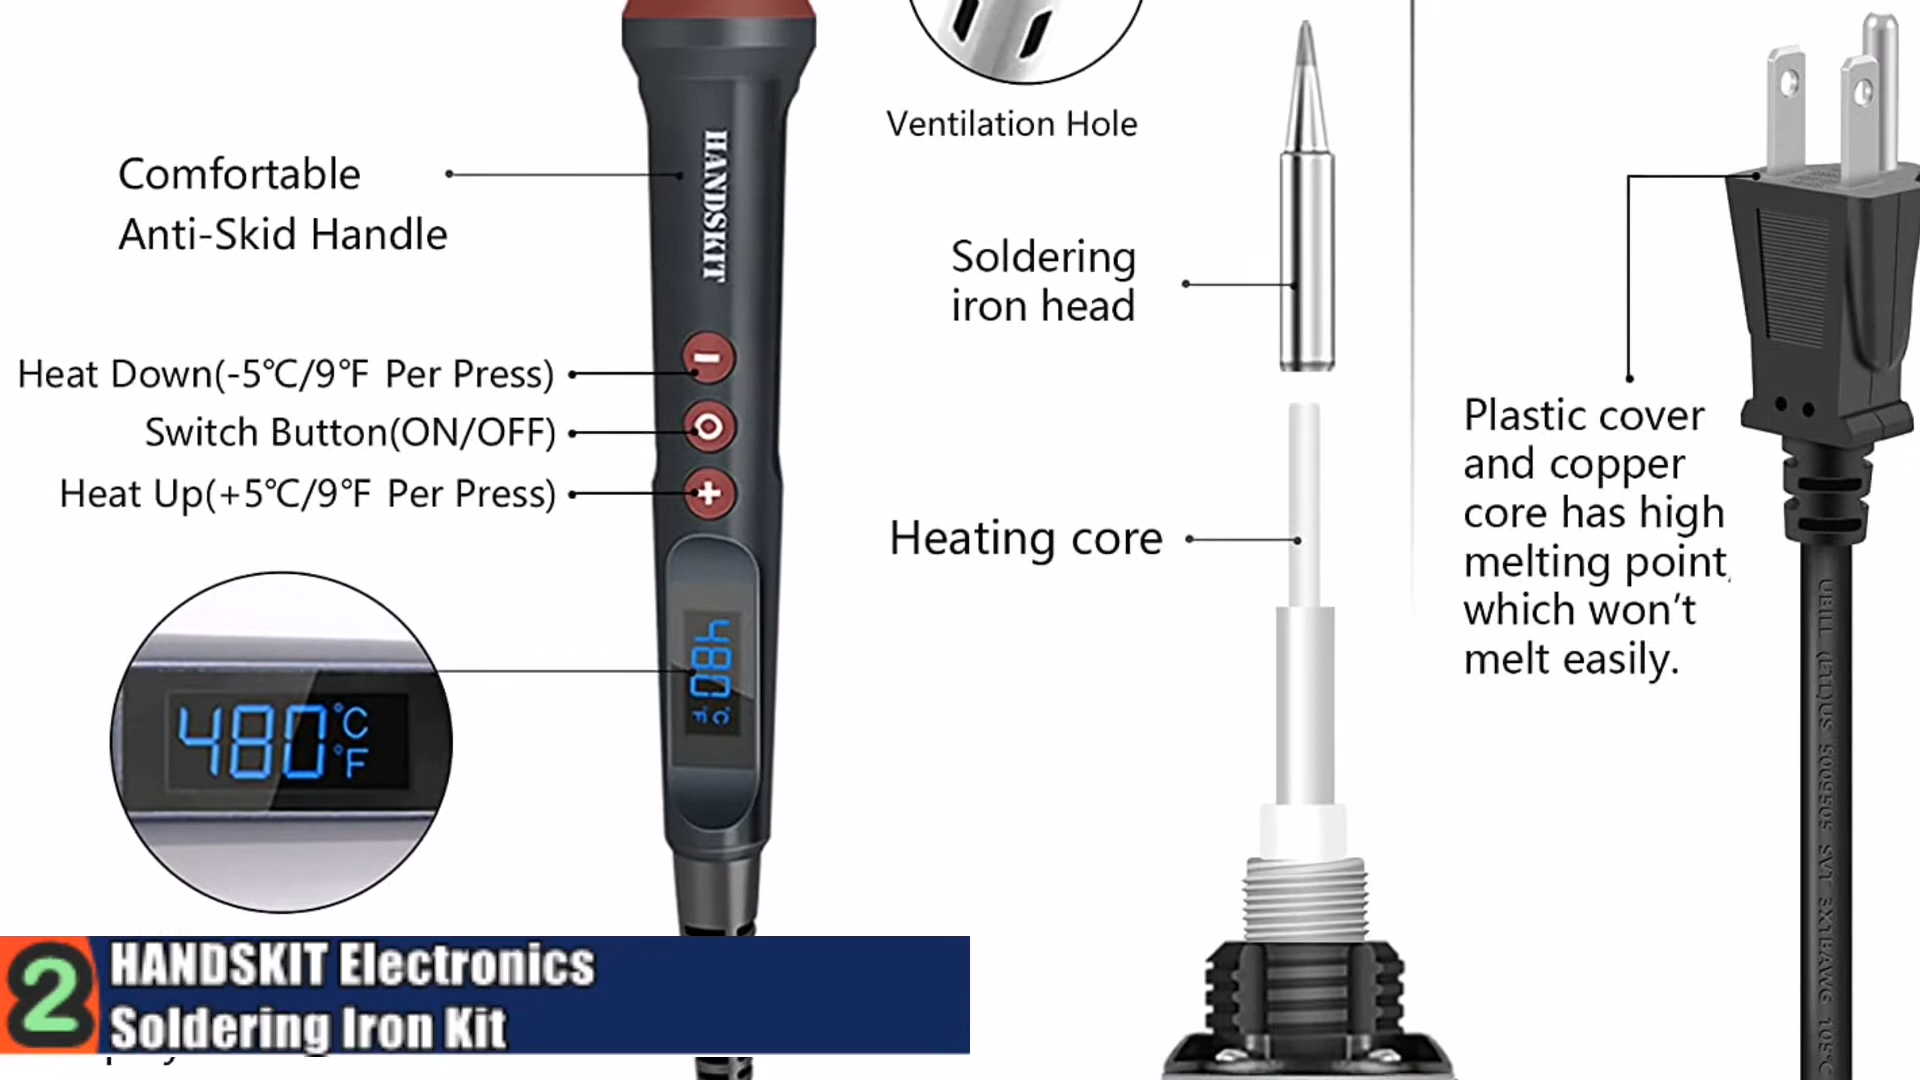 Ventilation Hole
Comfortable
Anti-Skid Handle
HANDSKIT
Soldering
iron head
Heat Down(-5℃/9℉ Per Press)
Switch Button(ON/OFF)
Heat Up(+5℃/9℉ Per Press)
Heating core
Plastic cover
and copper
core has high
melting point,
which won't
melt easily.
480
°C
°F
480
°C
°F
2
HANDSKIT Electronics
Soldering Iron Kit